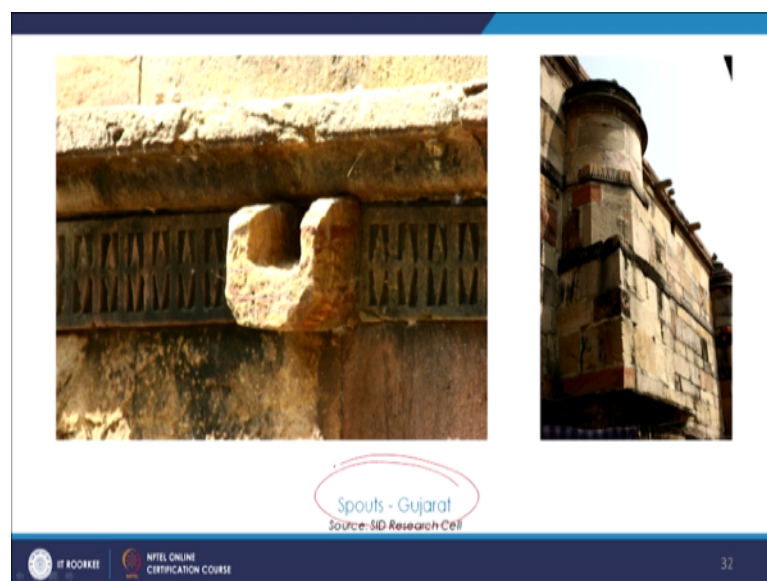 Spouts - Gujarat
Source: SID Research Cell
IIT ROORKEE
NPTEL ONLINE
CERTIFICATION COURSE
32